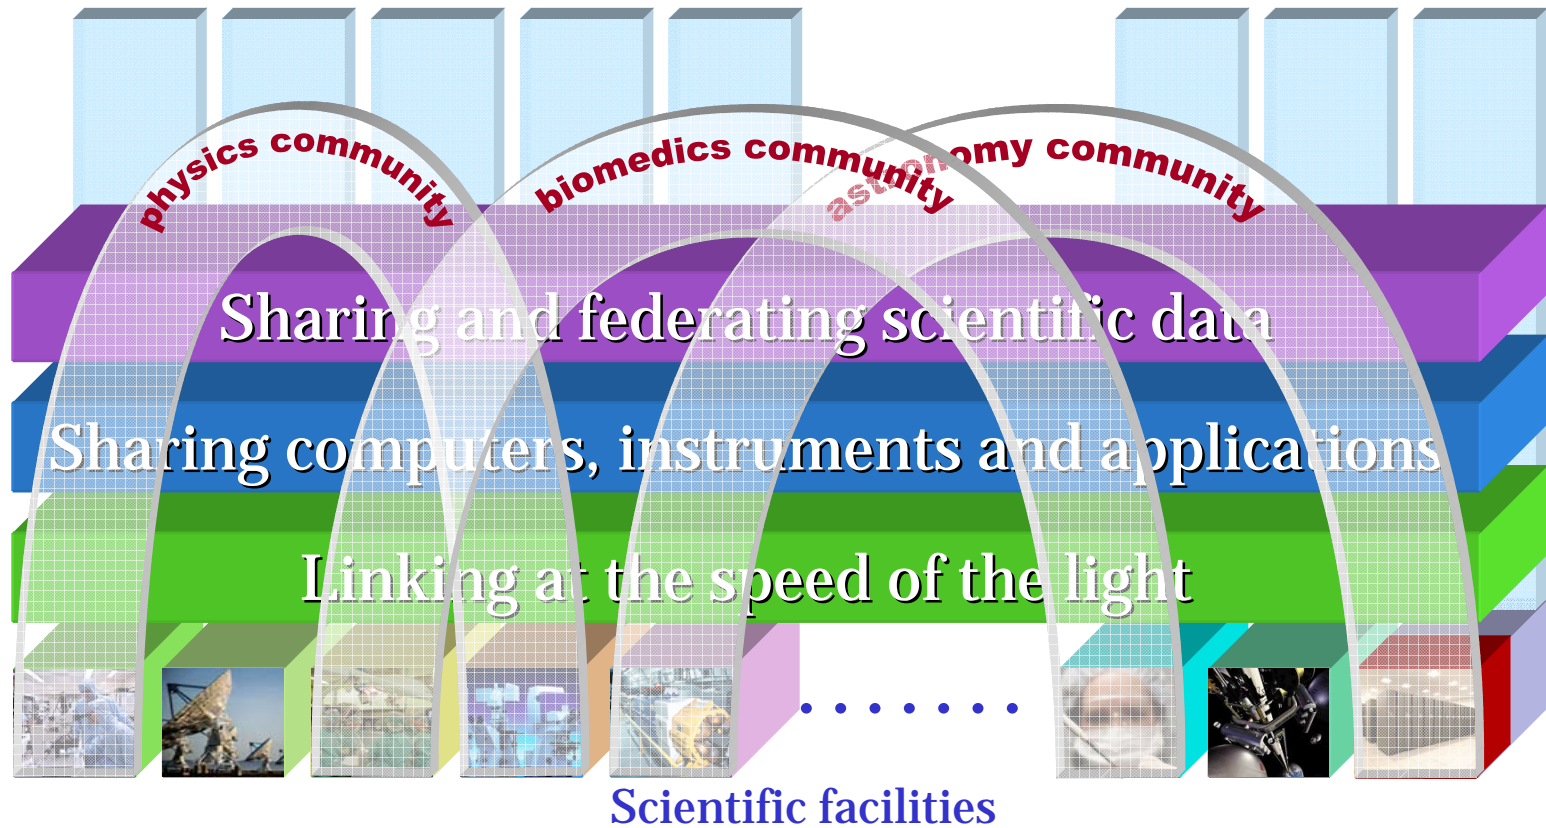 physics community
biomedics community
astronomy community
Sharing and federating scientific data
Sharing computers, instruments and applications
Linking at the speed of the light
Scientific facilities